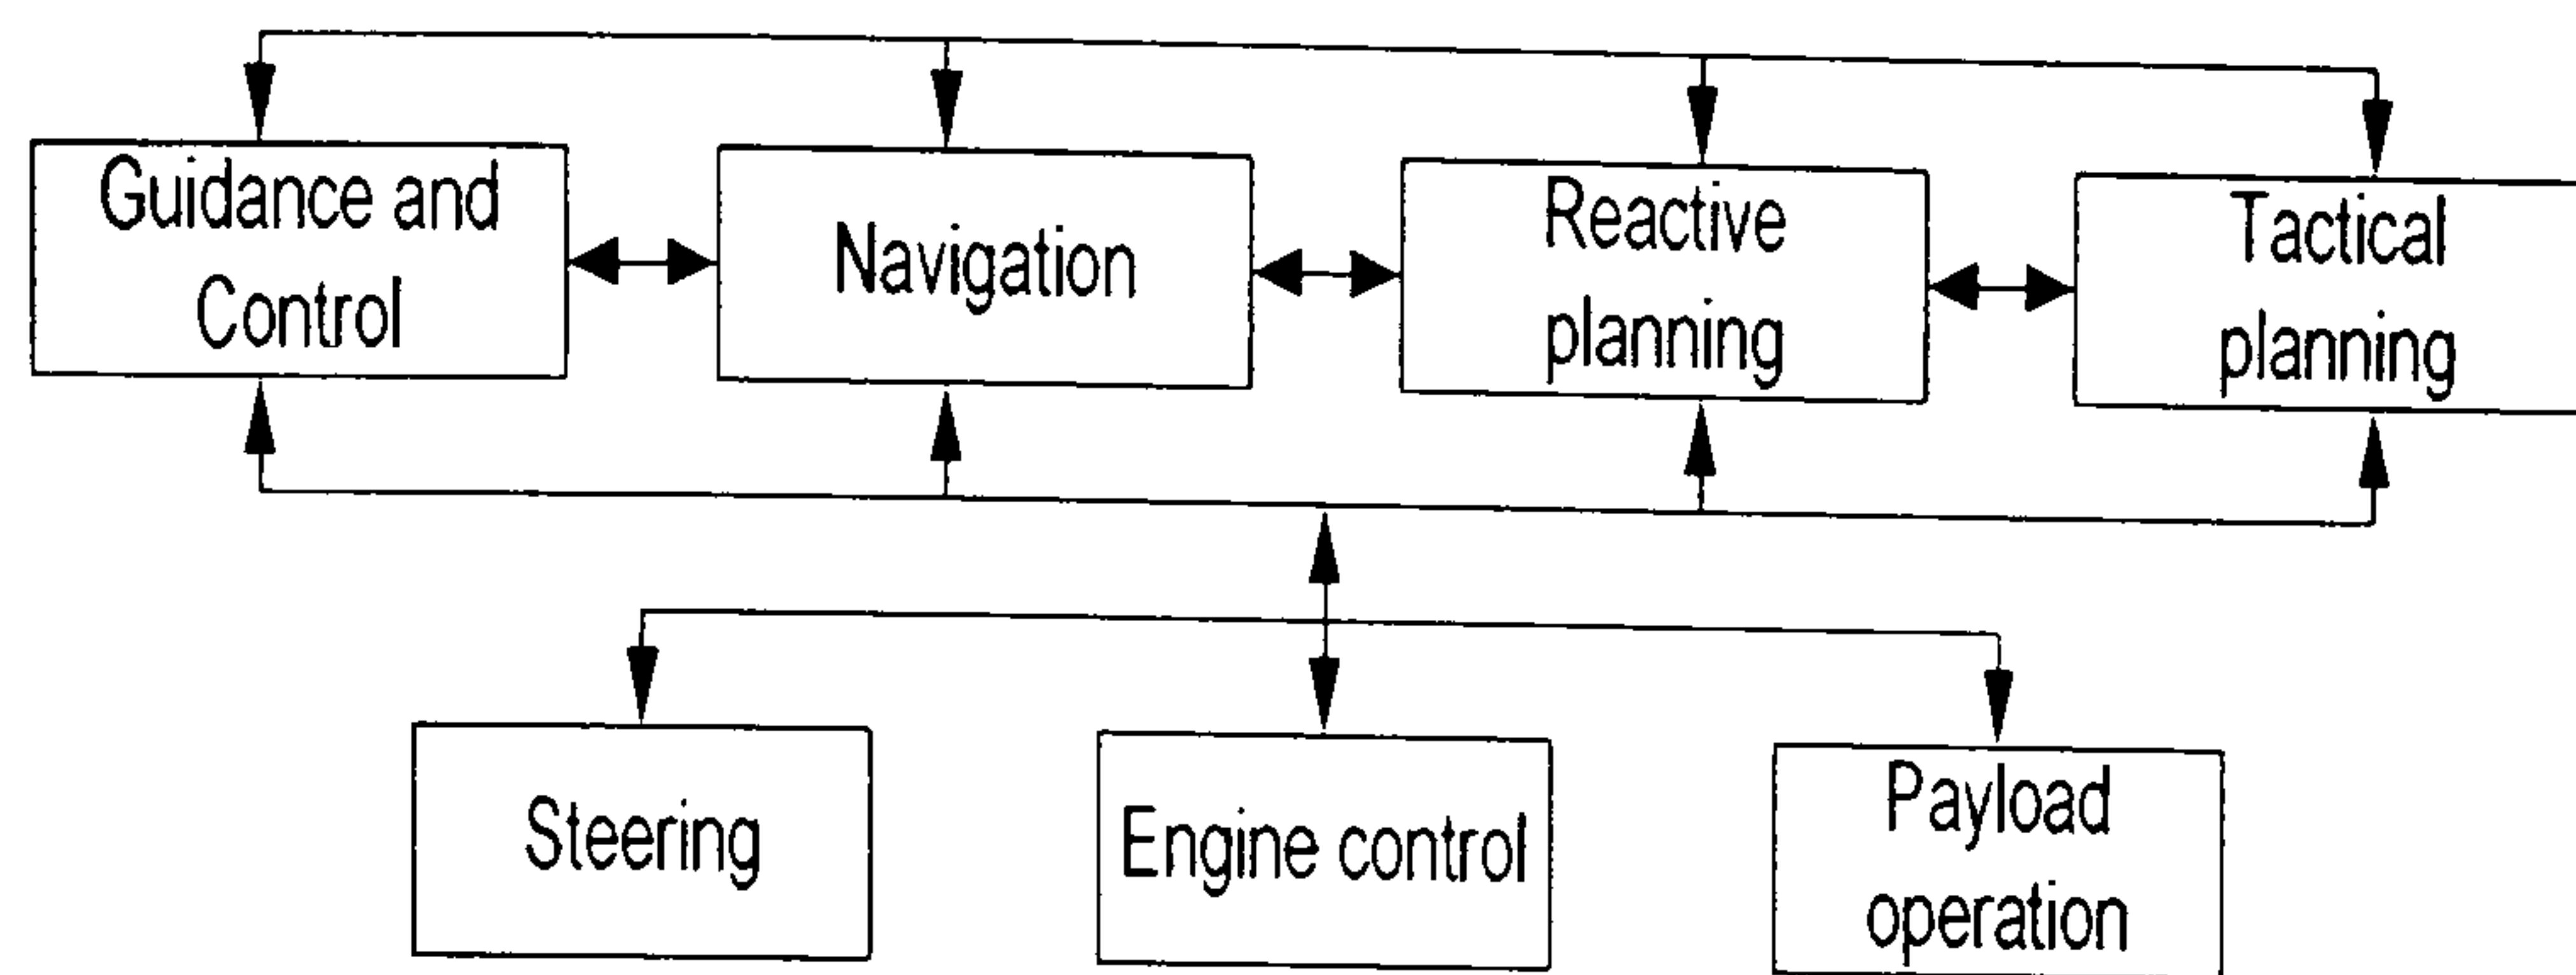 Guidance and
Control
Navigation
Reactive
planning
Tactical
planning
Steering
Engine control
Payload
operation